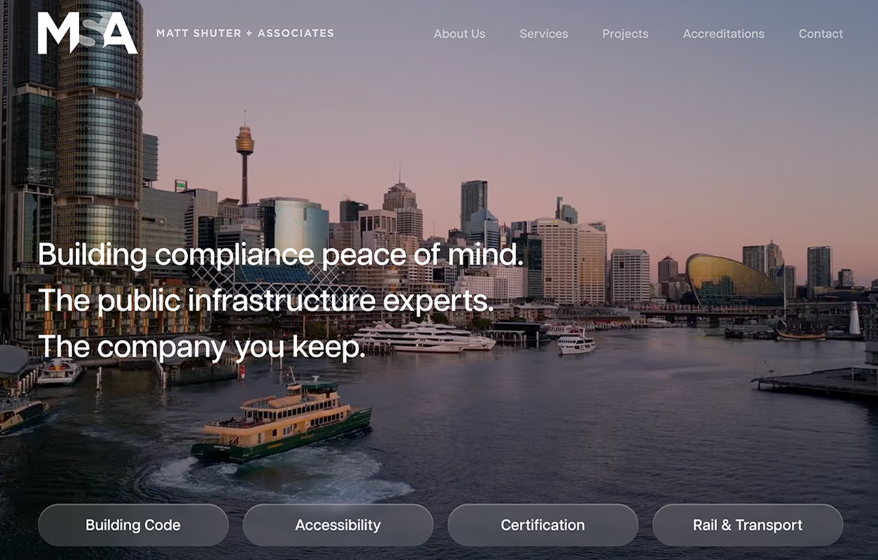 MSA
MATT SHUTER + ASSOCIATES
About Us
Services
Projects
Accreditations
Contact
Building compliance peace of mind.
The public infrastructure experts.
The company you keep.
Building Code
Accessibility
Certification
Rail & Transport